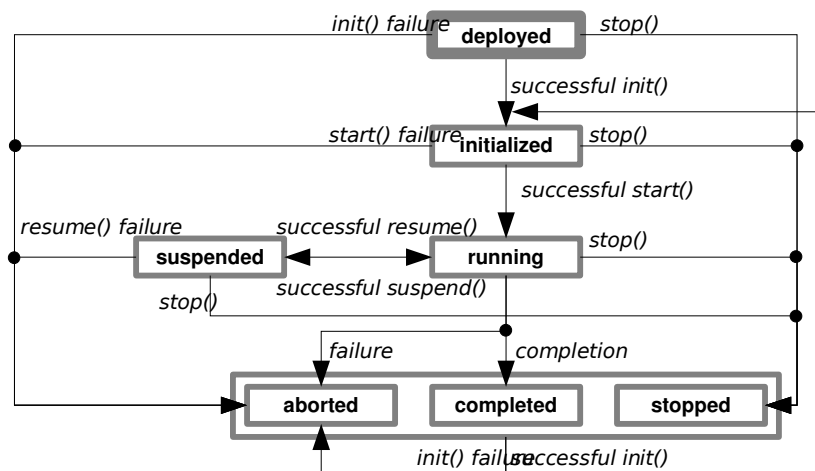 init() failure
deployed
stop()
successful init()
start() failure
initialized
stop()
successful start()
resume() failure
successful resume()
stop()
suspended
running
successful suspend()
stop()
failure
completion
aborted
completed
stopped
init() failure
successful init()